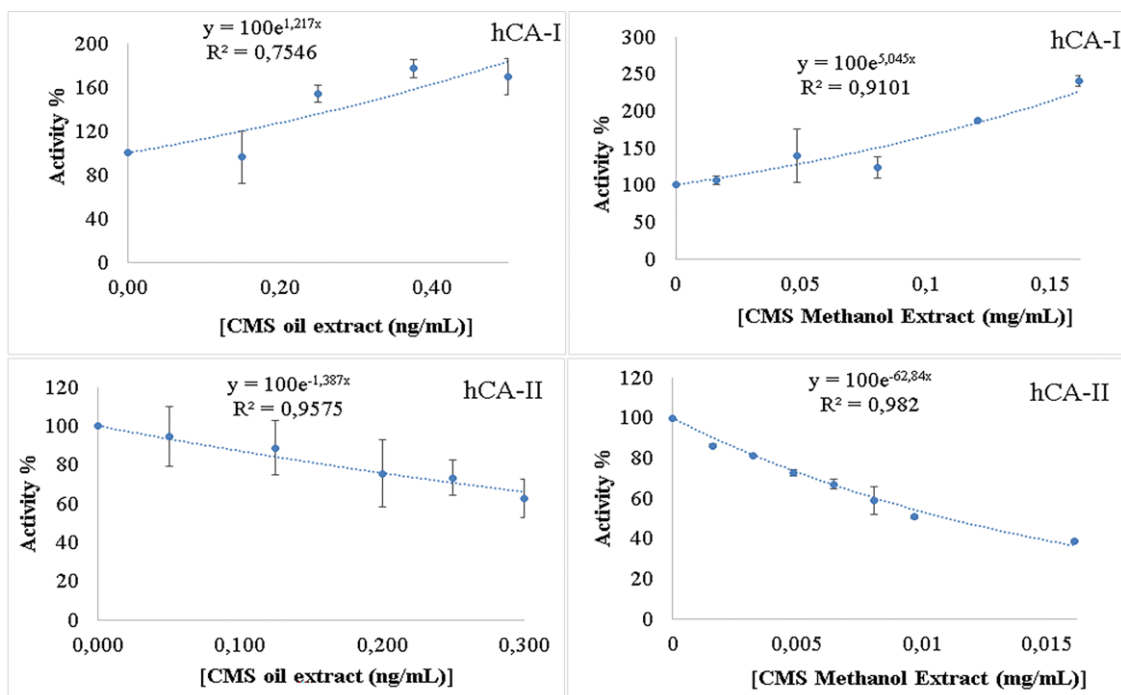 y = 100e^1,217x
R² = 0,7546
hCA-I
200
160
120
80
40
0
Activity %
0,00 0,20 0,40
[CMS oil extract (ng/mL)]
y = 100e^5,045x
R² = 0,9101
hCA-I
300
250
200
150
100
50
0
Activity %
0 0,05 0,1 0,15
[CMS Methanol Extract (mg/mL)]
y = 100e^-1,387x
R² = 0,9575
hCA-II
120
100
80
60
40
20
0
Activity %
0,000 0,100 0,200 0,300
[CMS oil extract (ng/mL)]
y = 100e^-62,84x
R² = 0,982
hCA-II
120
100
80
60
40
20
0
Activity %
0 0,005 0,01 0,015
[CMS Methanol Extract (mg/mL)]